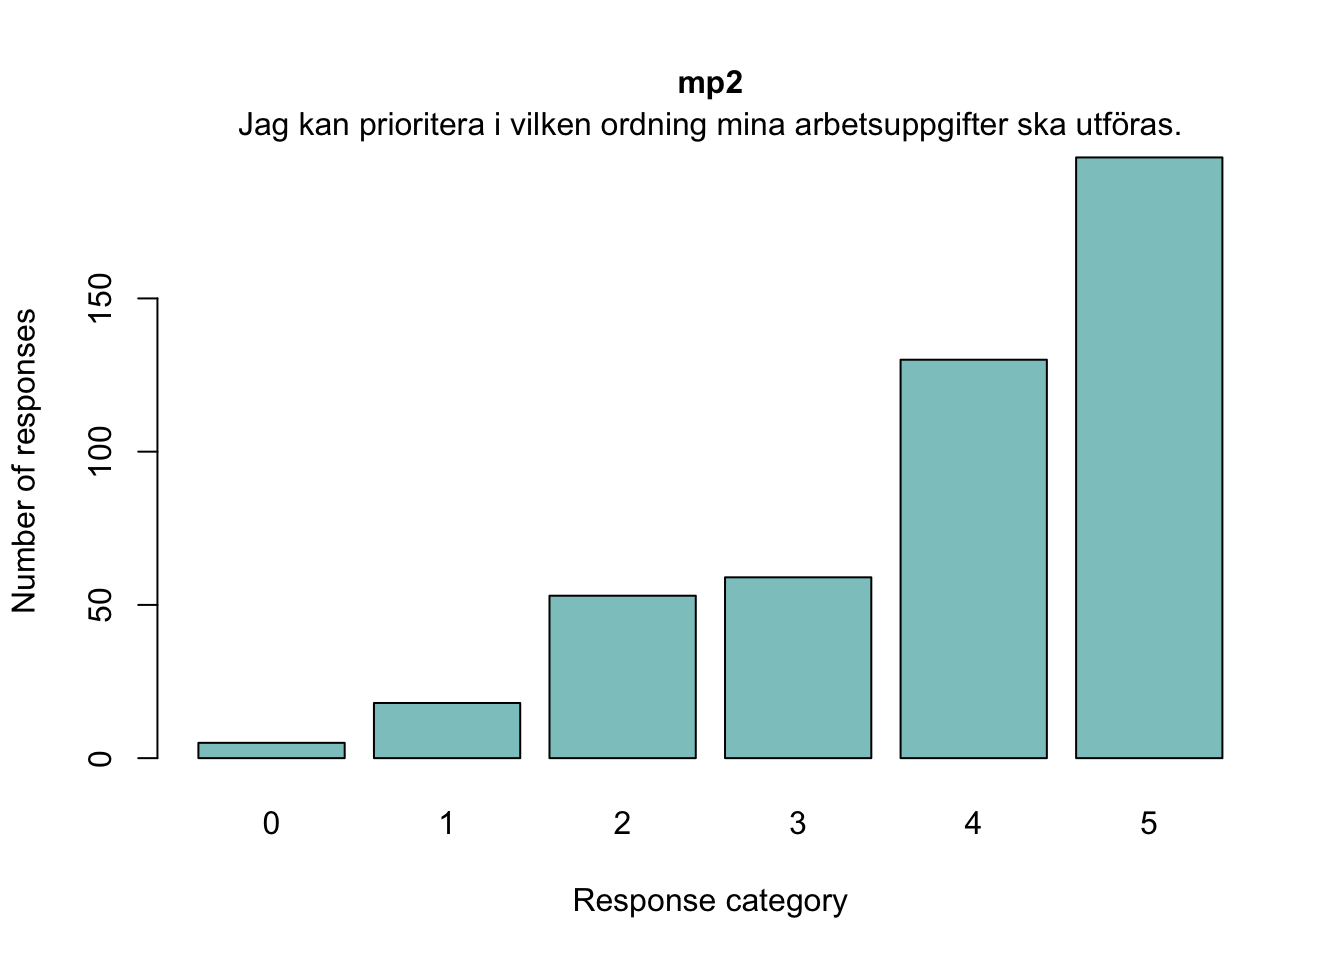 mp2
Jag kan prioritera i vilken ordning mina arbetsuppgifter ska utföras.
Number of responses
150
100
50
0
0 1 2 3 4 5
Response category